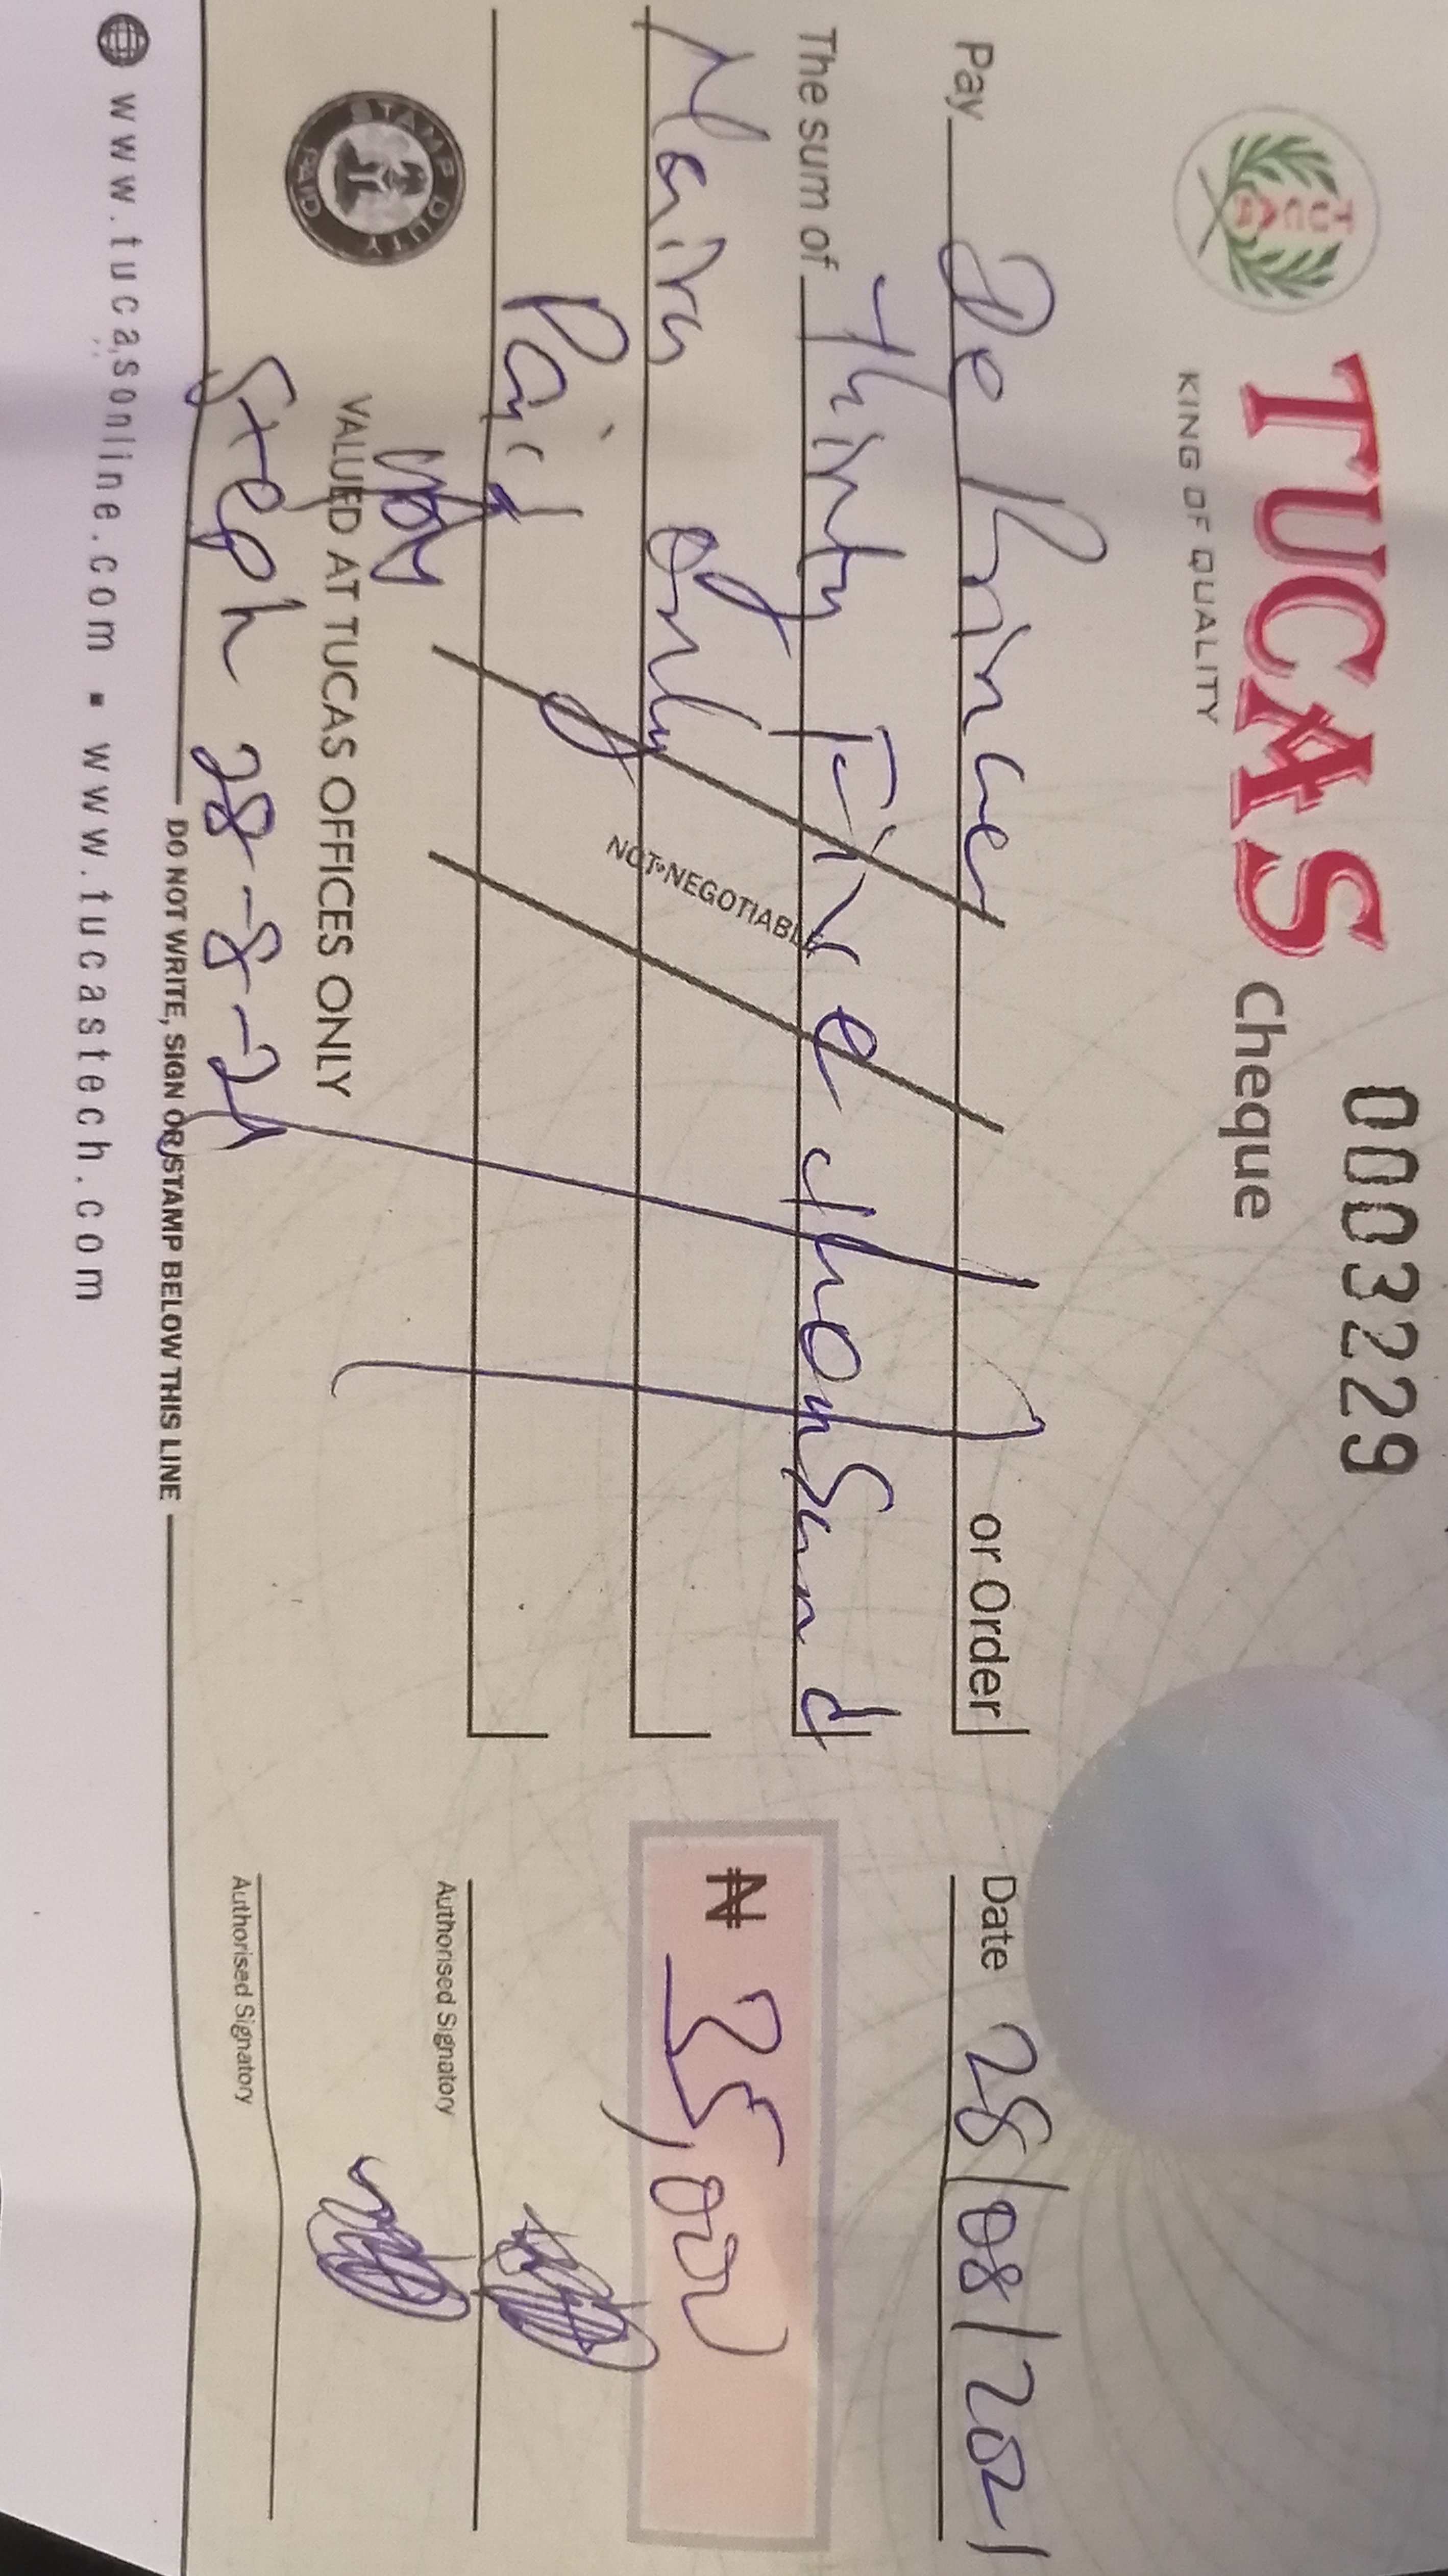 0003229
TUCAS Cheque
KING OF QUALITY
TUCAS
Pay De Prince or Order
Date 28/08/2021
The sum of Thirty Five thousand
Naira only
₦ 35,000
NOT-NEGOTIABLE
Paid
Authorised Signatory
STAMP DUTY PAID
VALUED AT TUCAS OFFICES ONLY
Steph 28-8-21
Authorised Signatory
DO NOT WRITE, SIGN OR STAMP BELOW THIS LINE
www.tucasonline.com ▪ www.tucastech.com